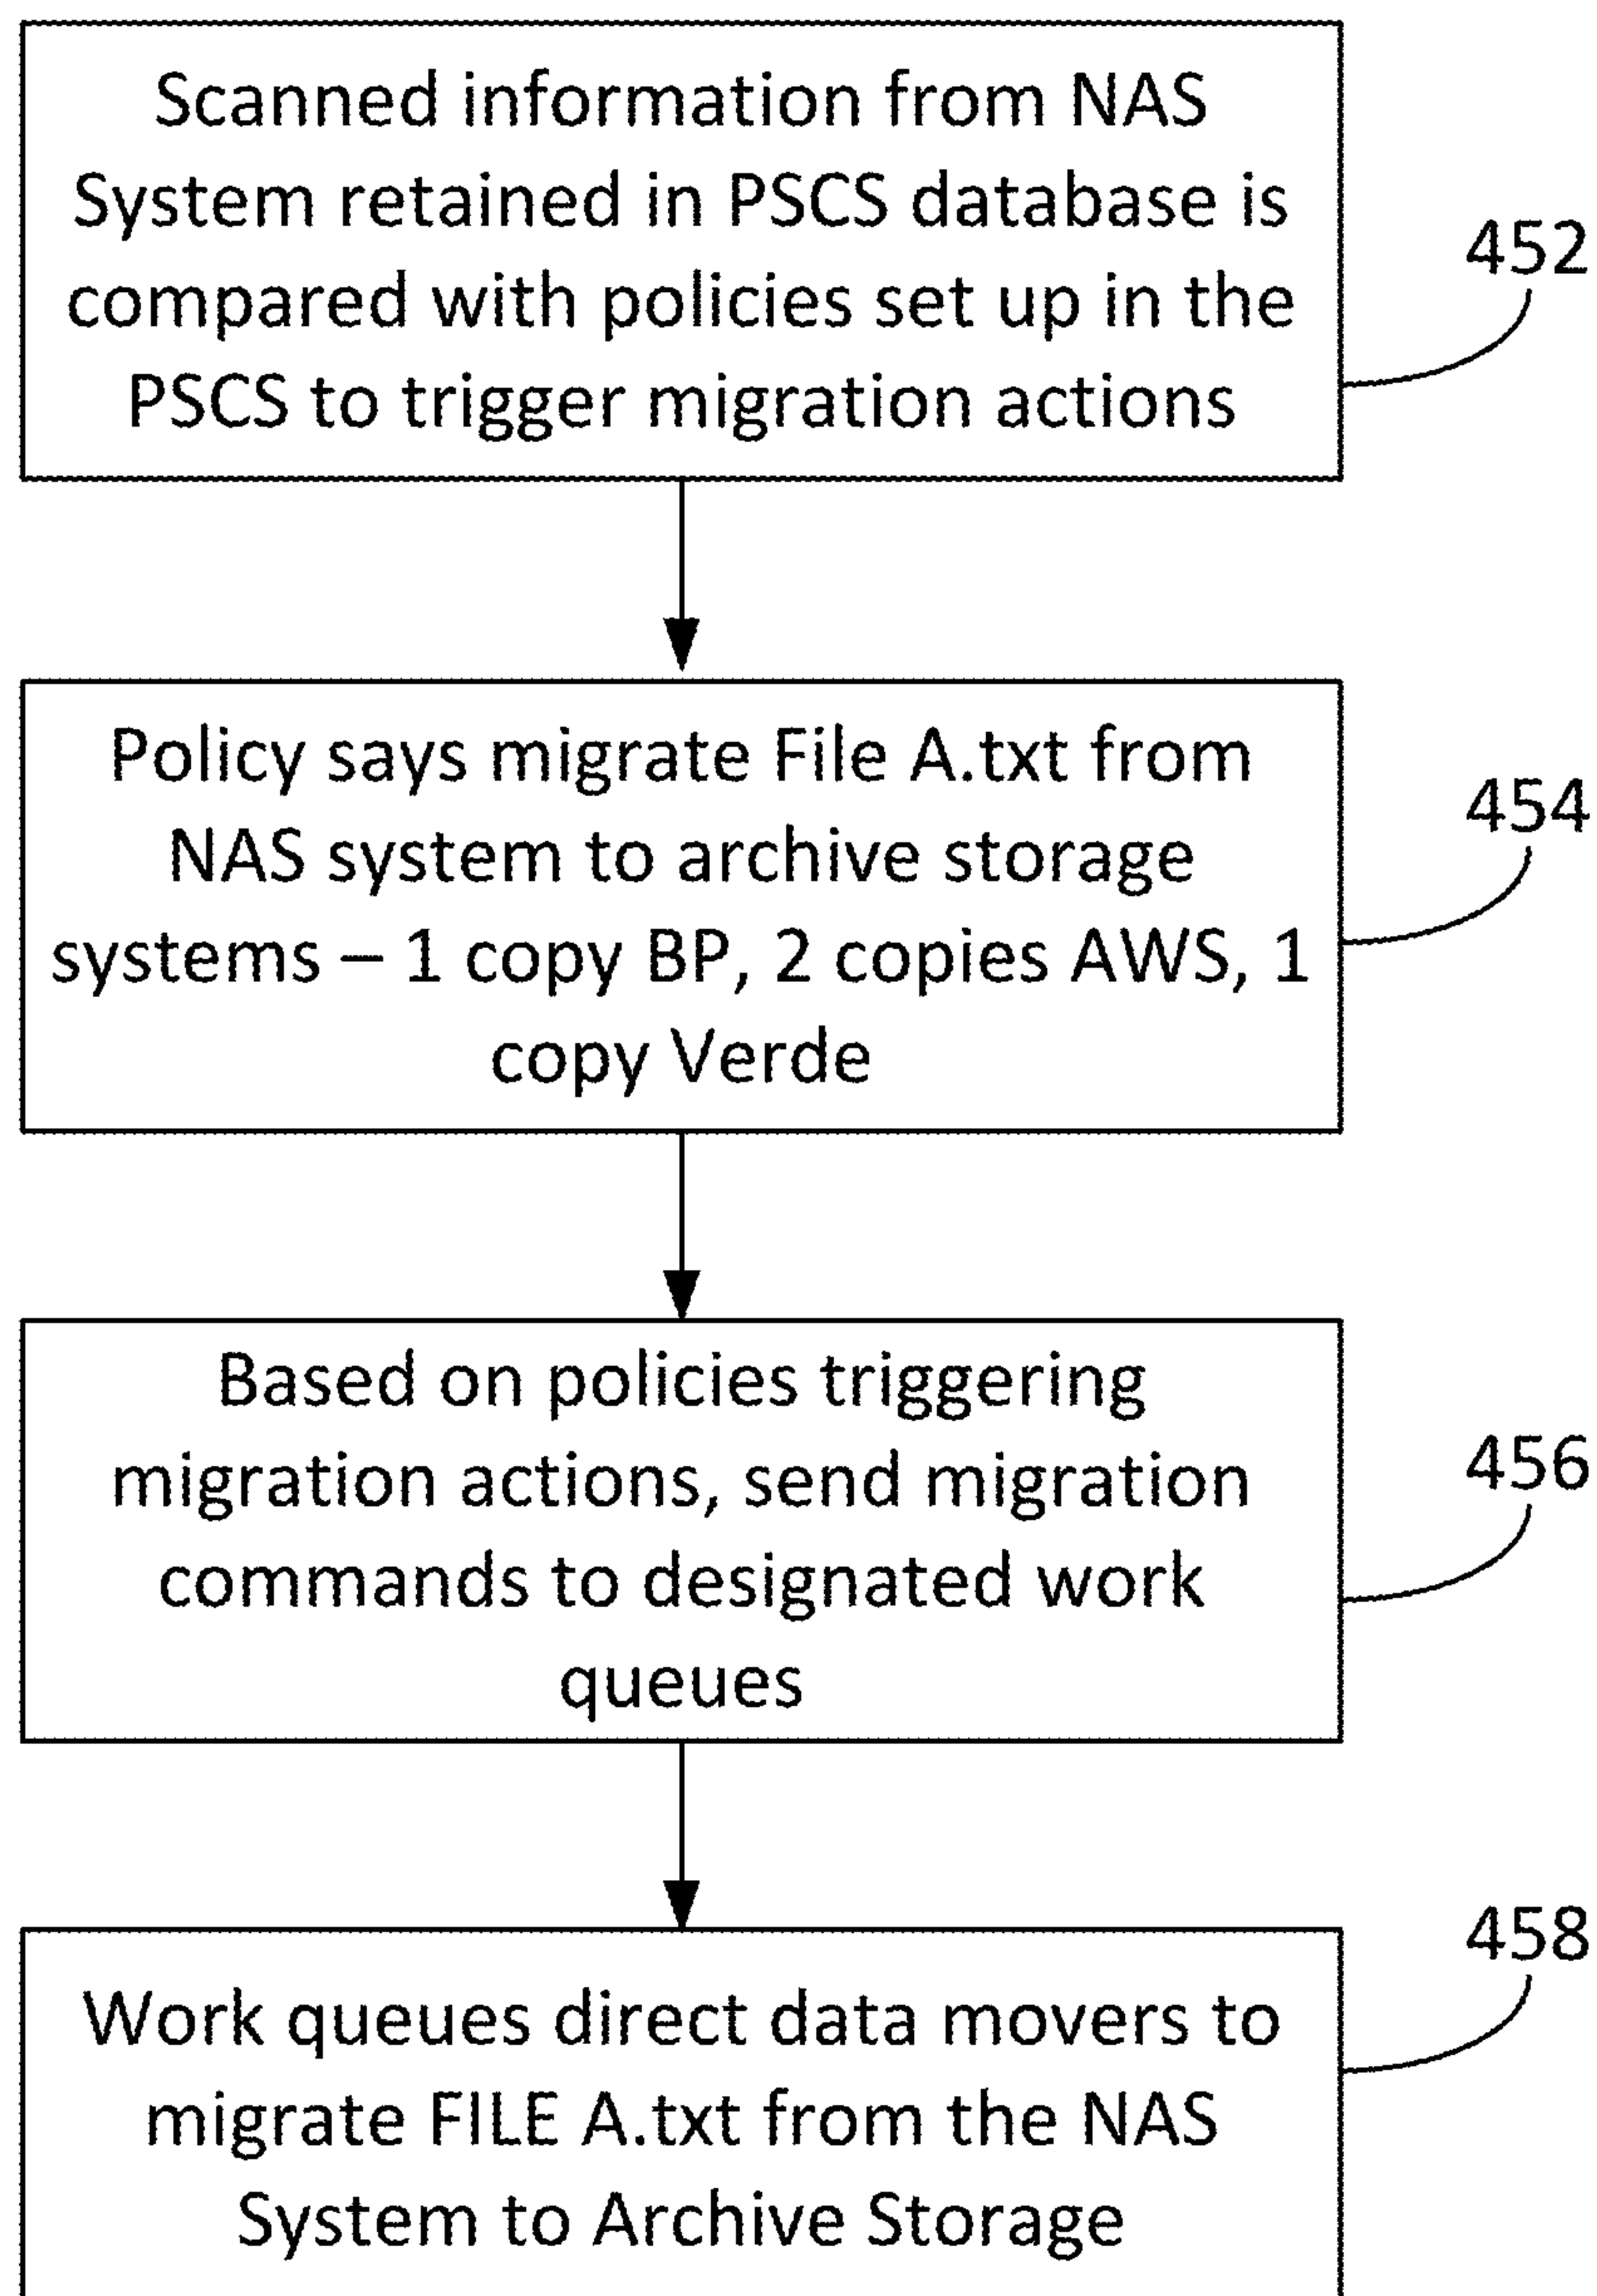 Scanned information from NAS
System retained in PSCS database is
compared with policies set up in the
PSCS to trigger migration actions
452
Policy says migrate File A.txt from
NAS system to archive storage
systems – 1 copy BP, 2 copies AWS, 1
copy Verde
454
Based on policies triggering
migration actions, send migration
commands to designated work
queues
456
Work queues direct data movers to
migrate FILE A.txt from the NAS
System to Archive Storage
458